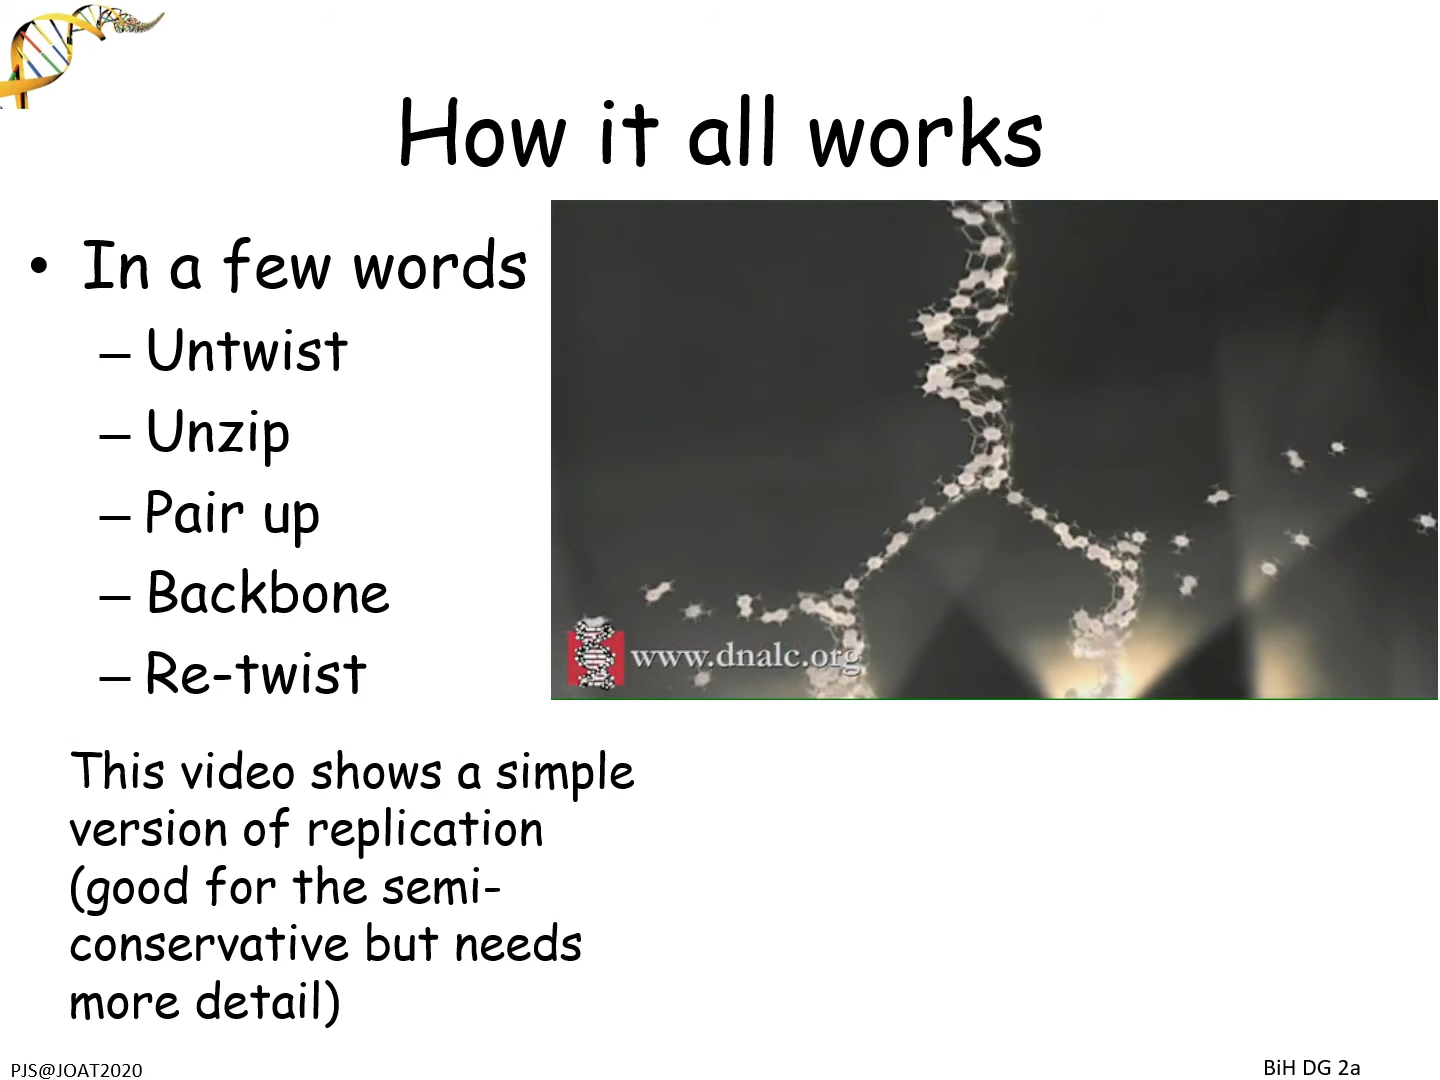 How it all works
• In a few words
– Untwist
– Unzip
– Pair up
– Backbone
– Re-twist
www.dnalc.org
This video shows a simple
version of replication
(good for the semi-
conservative but needs
more detail)
PJS@JOAT2020
BiH DG 2a